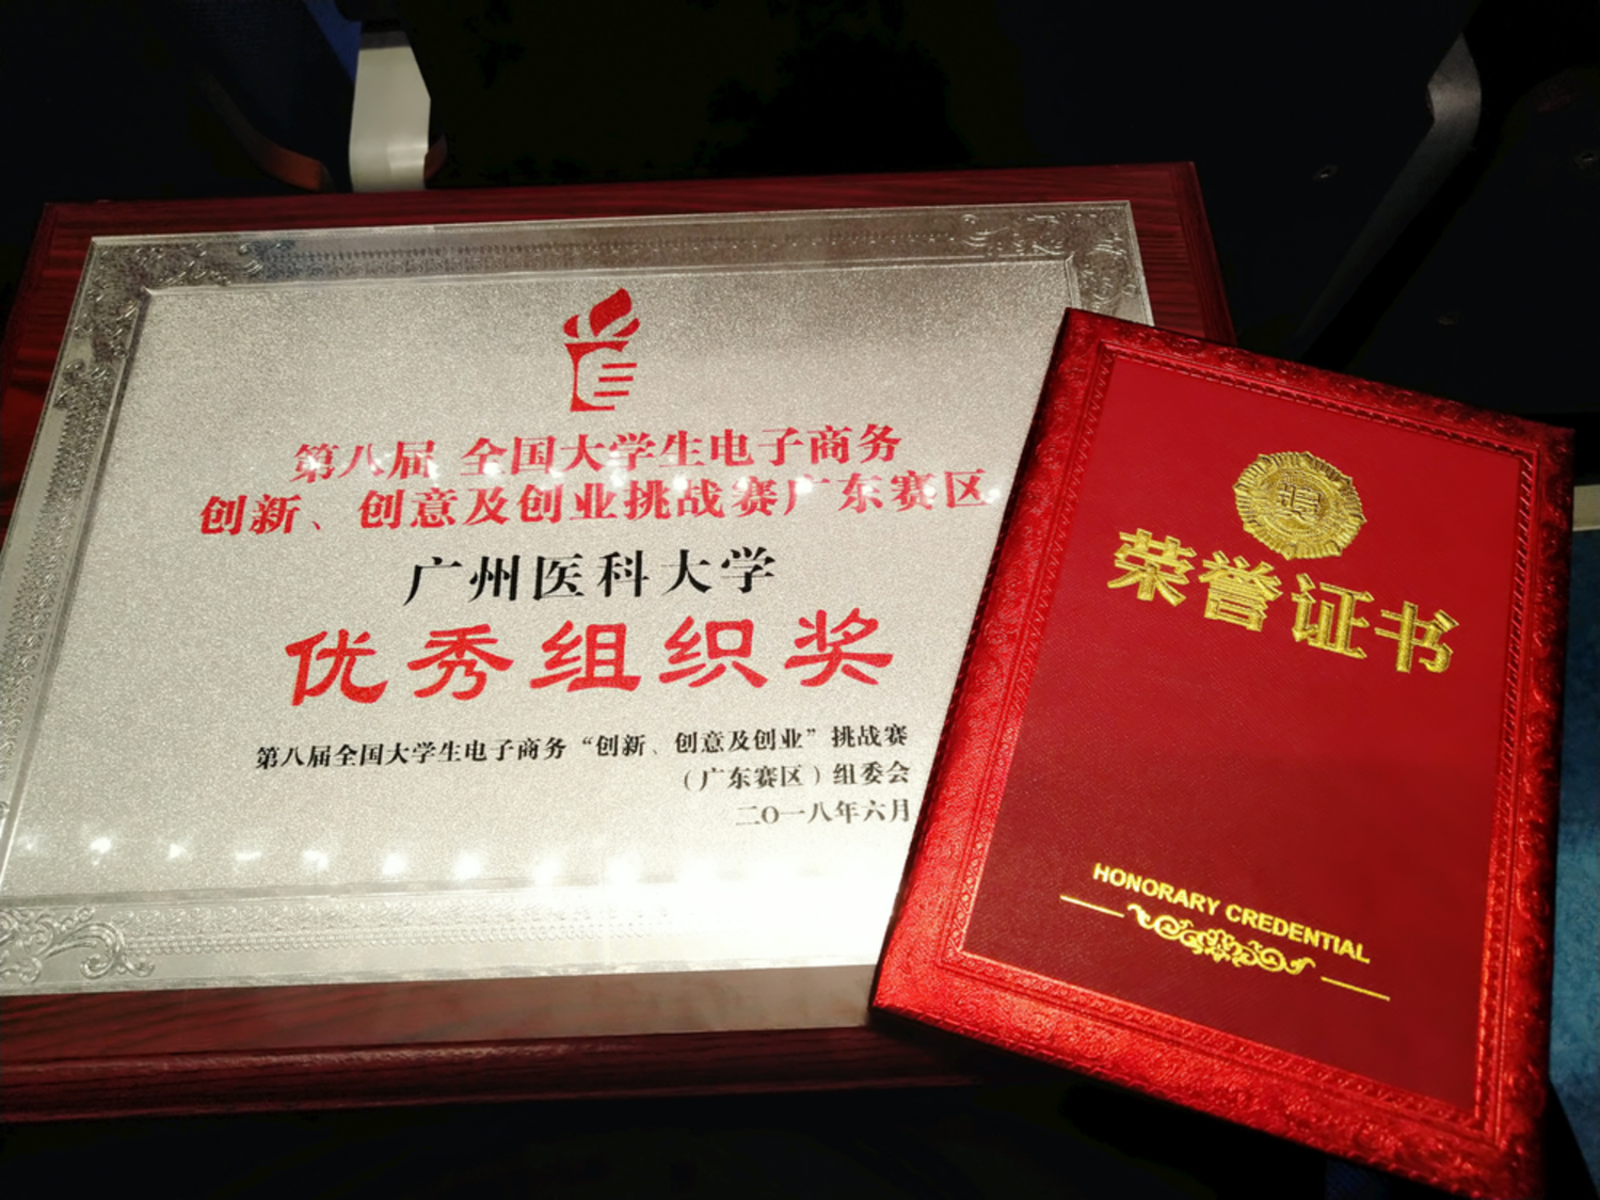 第八届 全国大学生电子商务
创新、创意及创业挑战赛广东赛区
广州医科大学
优秀组织奖
第八届全国大学生电子商务“创新、创意及创业”挑战赛
（广东赛区）组委会
二〇一八年六月
荣誉证书
HONORARY CREDENTIAL